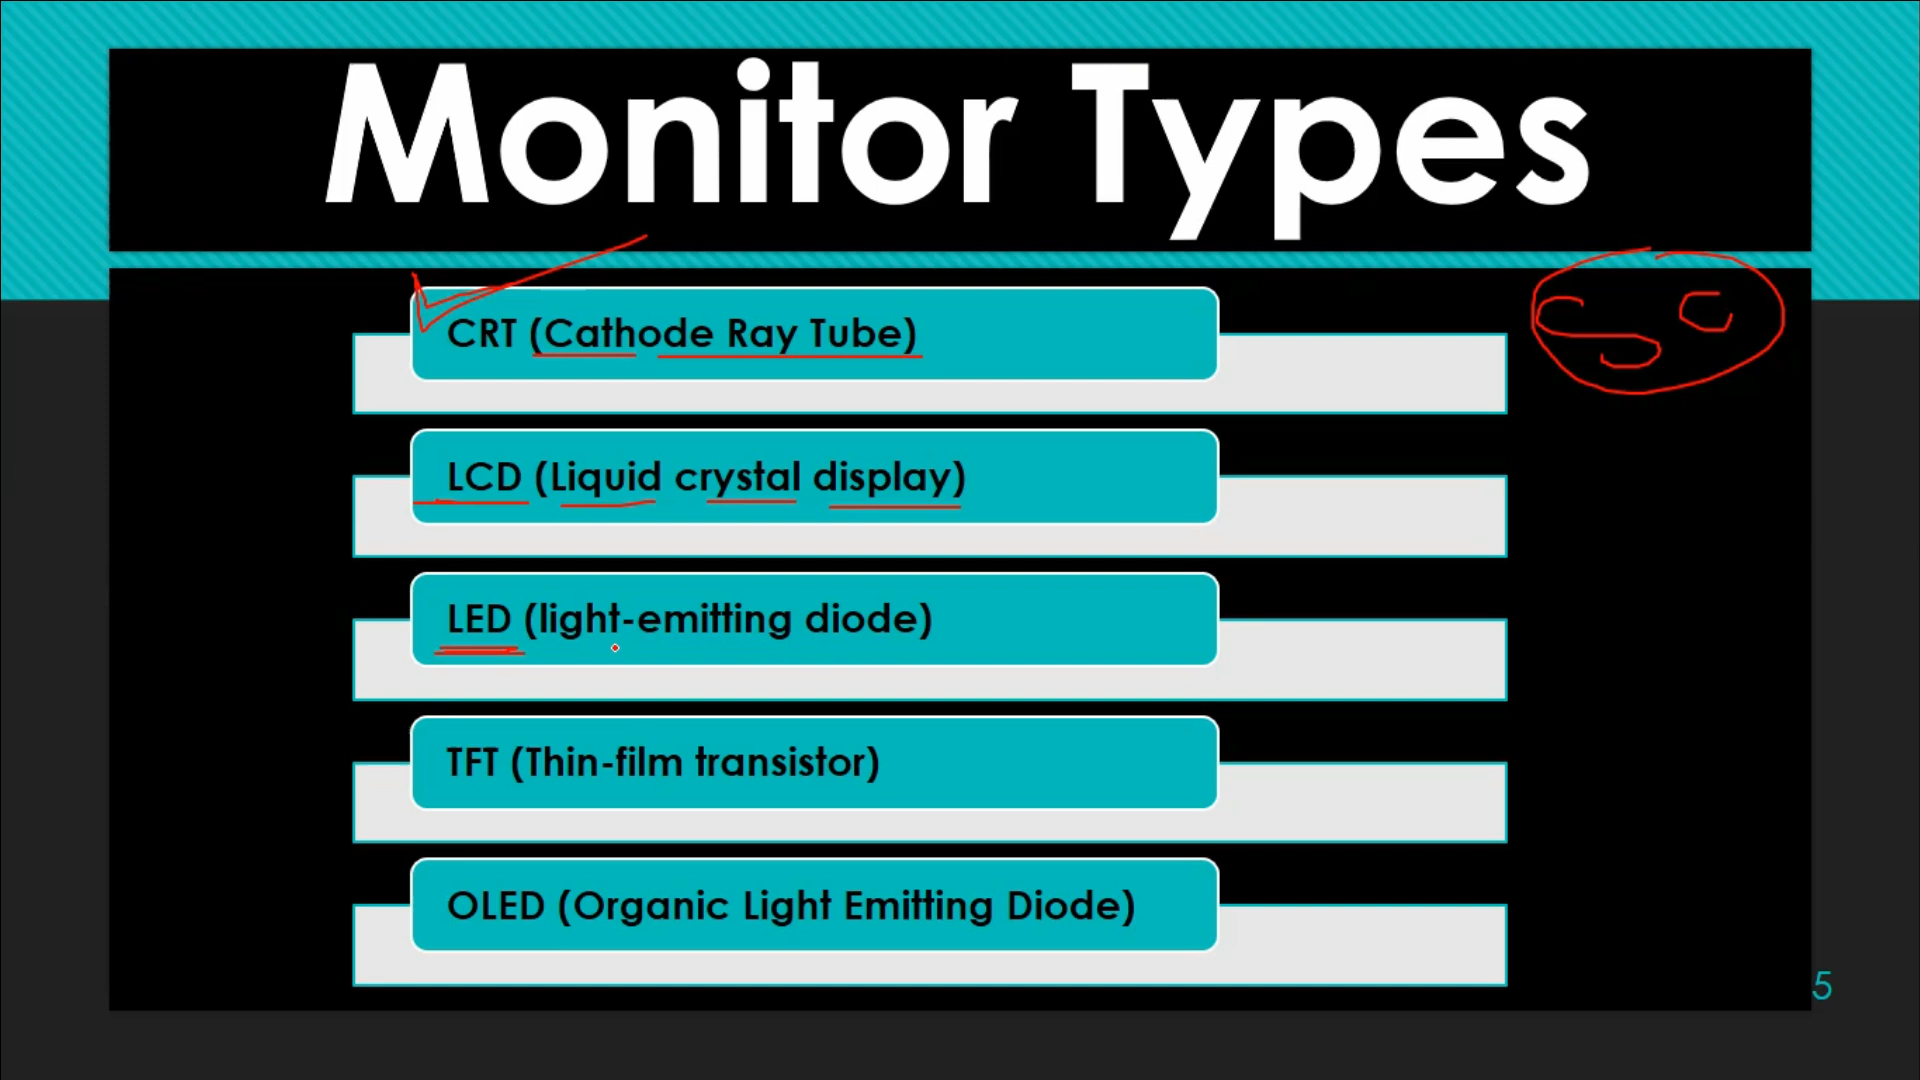 Monitor Types
CRT (Cathode Ray Tube)
LCD (Liquid crystal display)
LED (light-emitting diode)
TFT (Thin-film transistor)
OLED (Organic Light Emitting Diode)
5